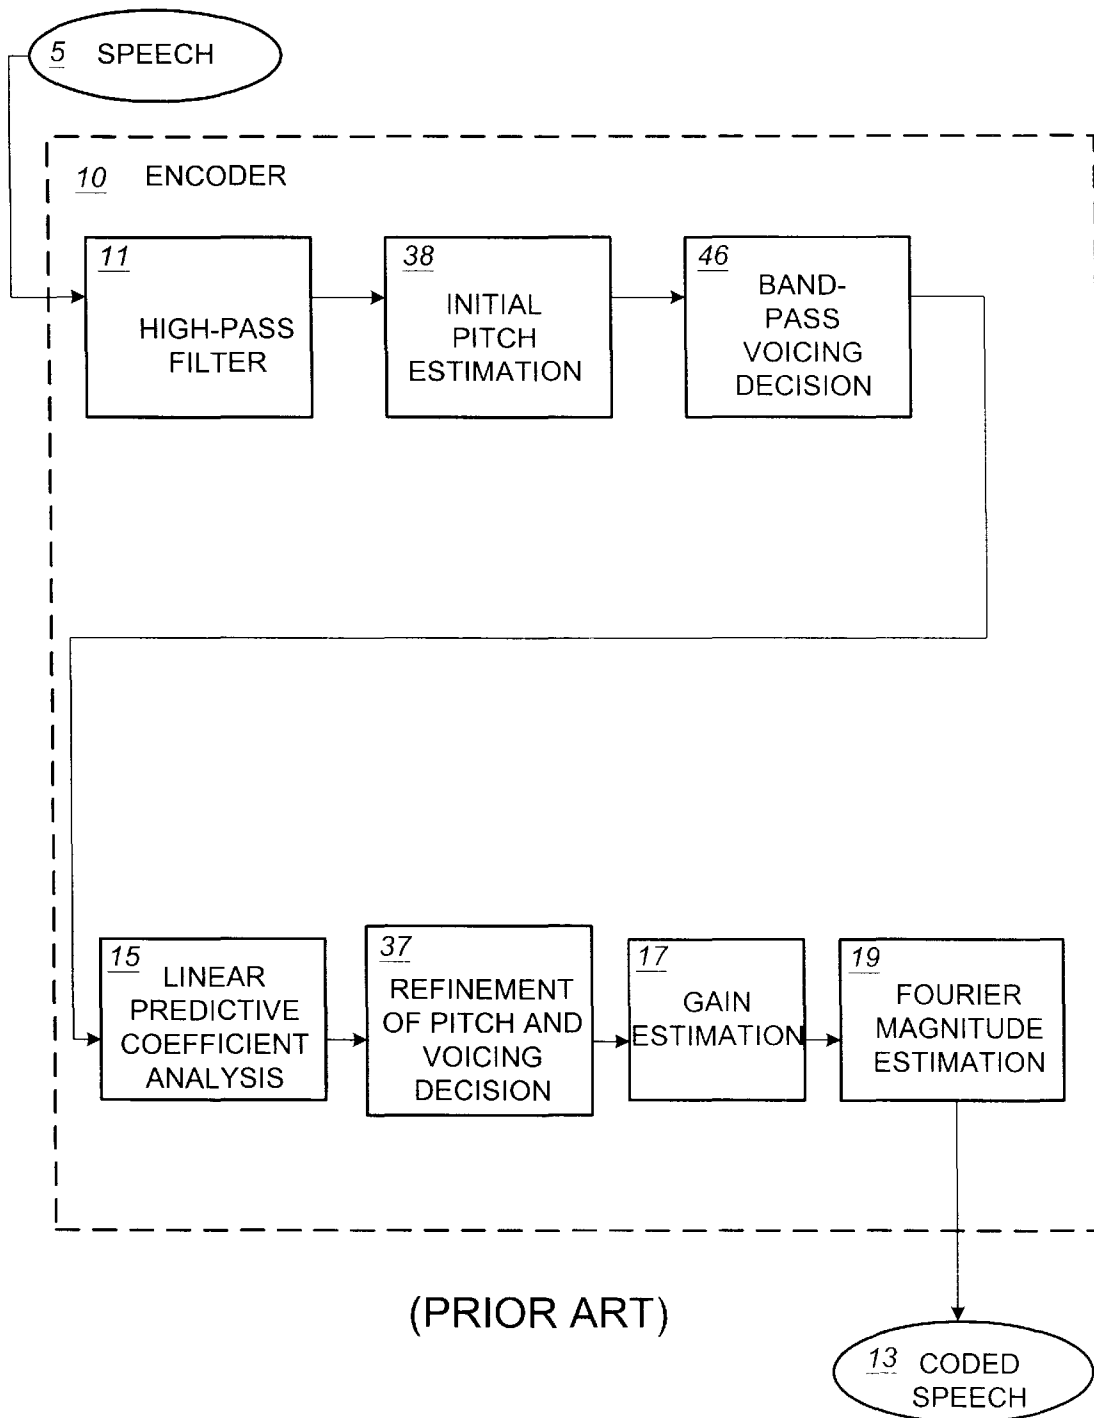 5 SPEECH
10 ENCODER
11
HIGH-PASS
FILTER
38
INITIAL
PITCH
ESTIMATION
46
BAND-
PASS
VOICING
DECISION
15
LINEAR
PREDICTIVE
COEFFICIENT
ANALYSIS
37
REFINEMENT
OF PITCH AND
VOICING
DECISION
17
GAIN
ESTIMATION
19
FOURIER
MAGNITUDE
ESTIMATION
(PRIOR ART)
13 CODED
SPEECH